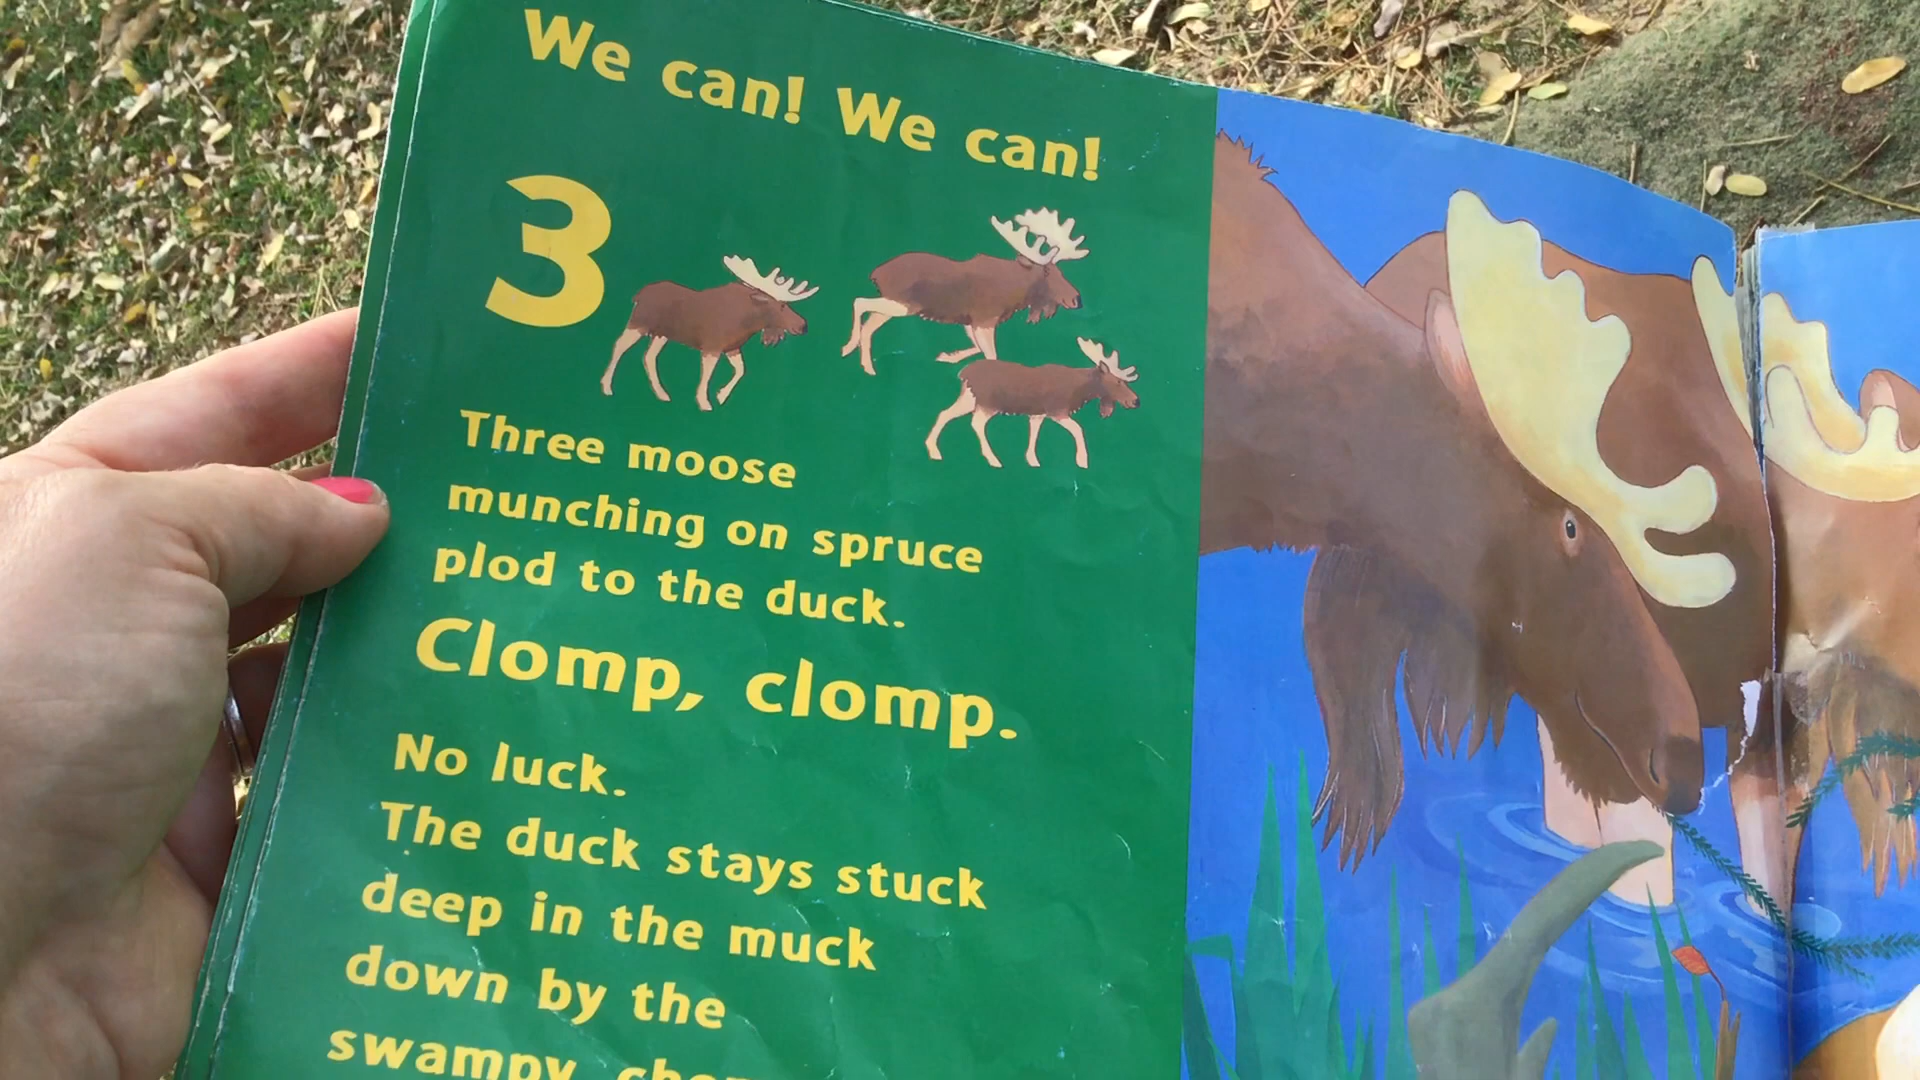 We can! We can!
3
Three moose
munching on spruce
plod to the duck.
Clomp, clomp.
No luck.
The duck stays stuck
deep in the muck
down by the
swampy,